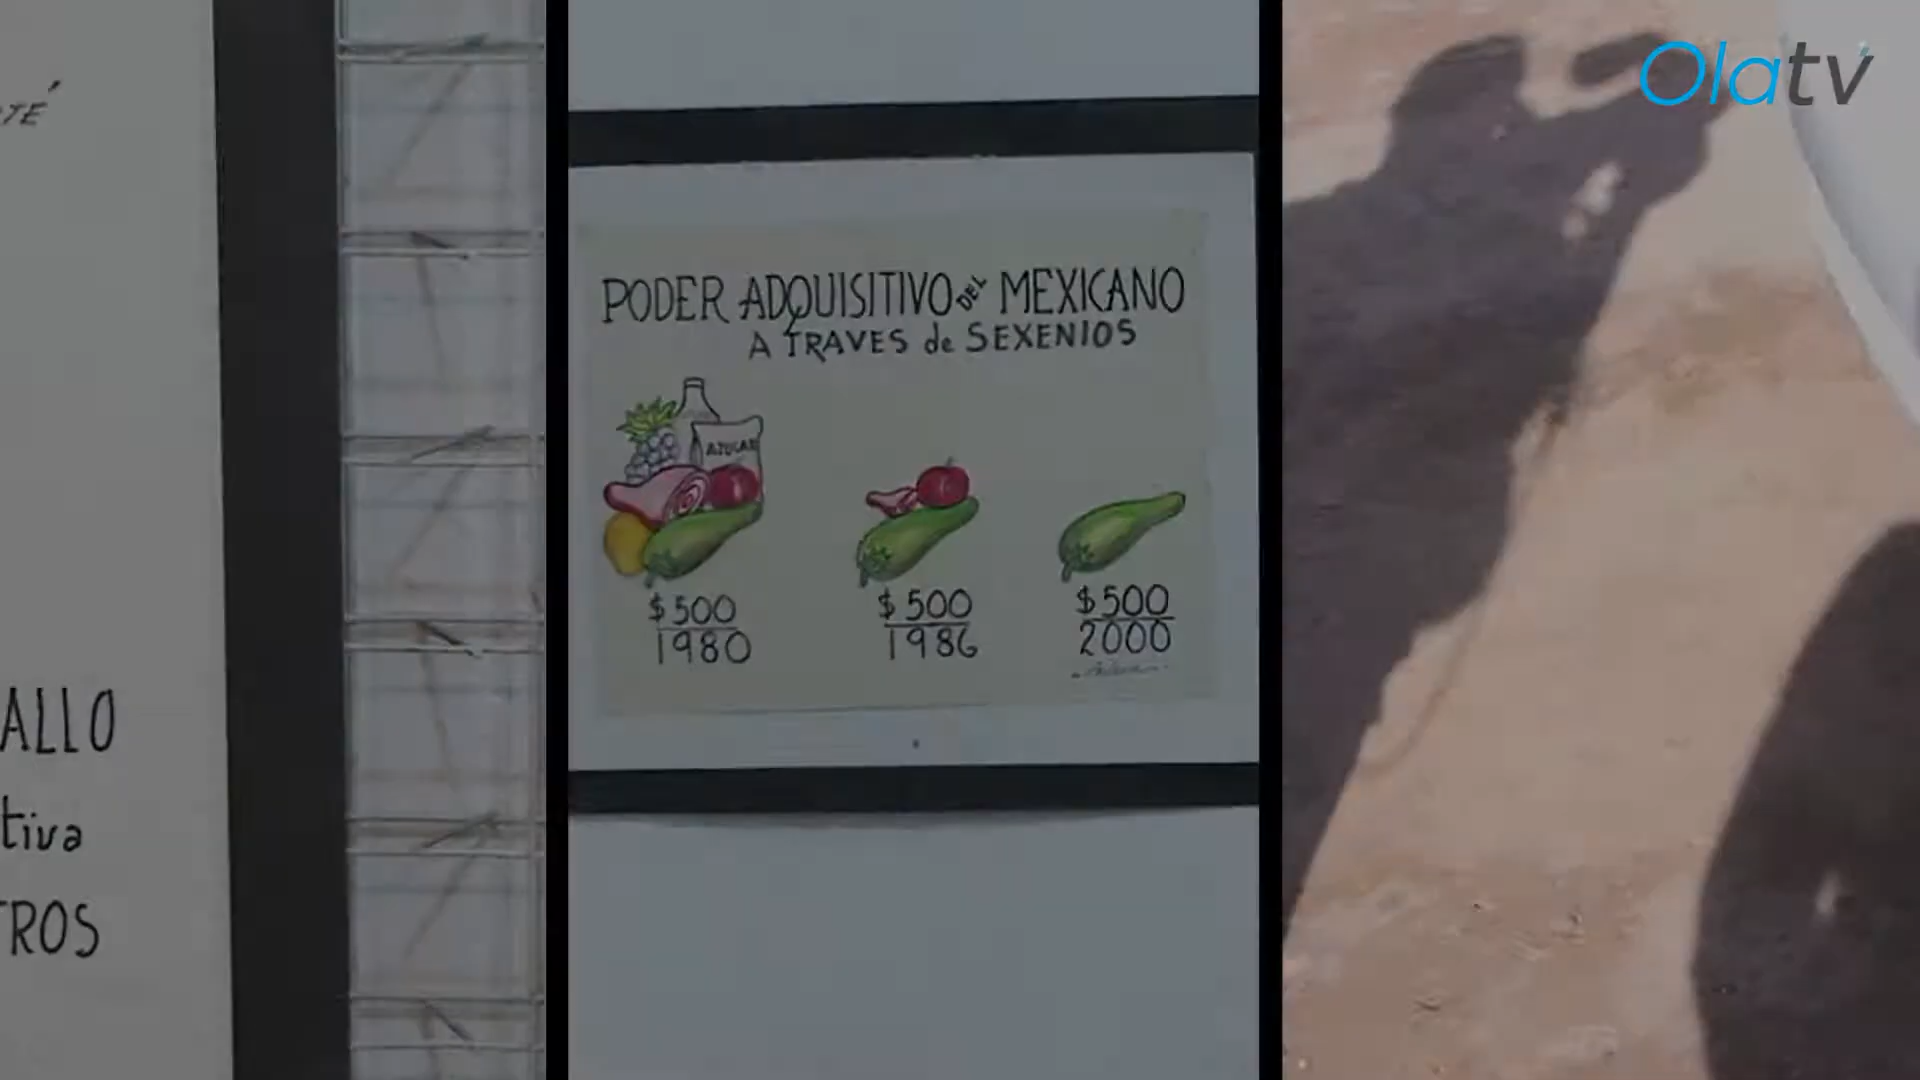 TÉ
ALLO
tiva
TROS
PODER ADQUISITIVO DEL MEXICANO
A TRAVES de SEXENIOS
AZUCAR
$500 $500 $500
1980 1986 2000
Olatv